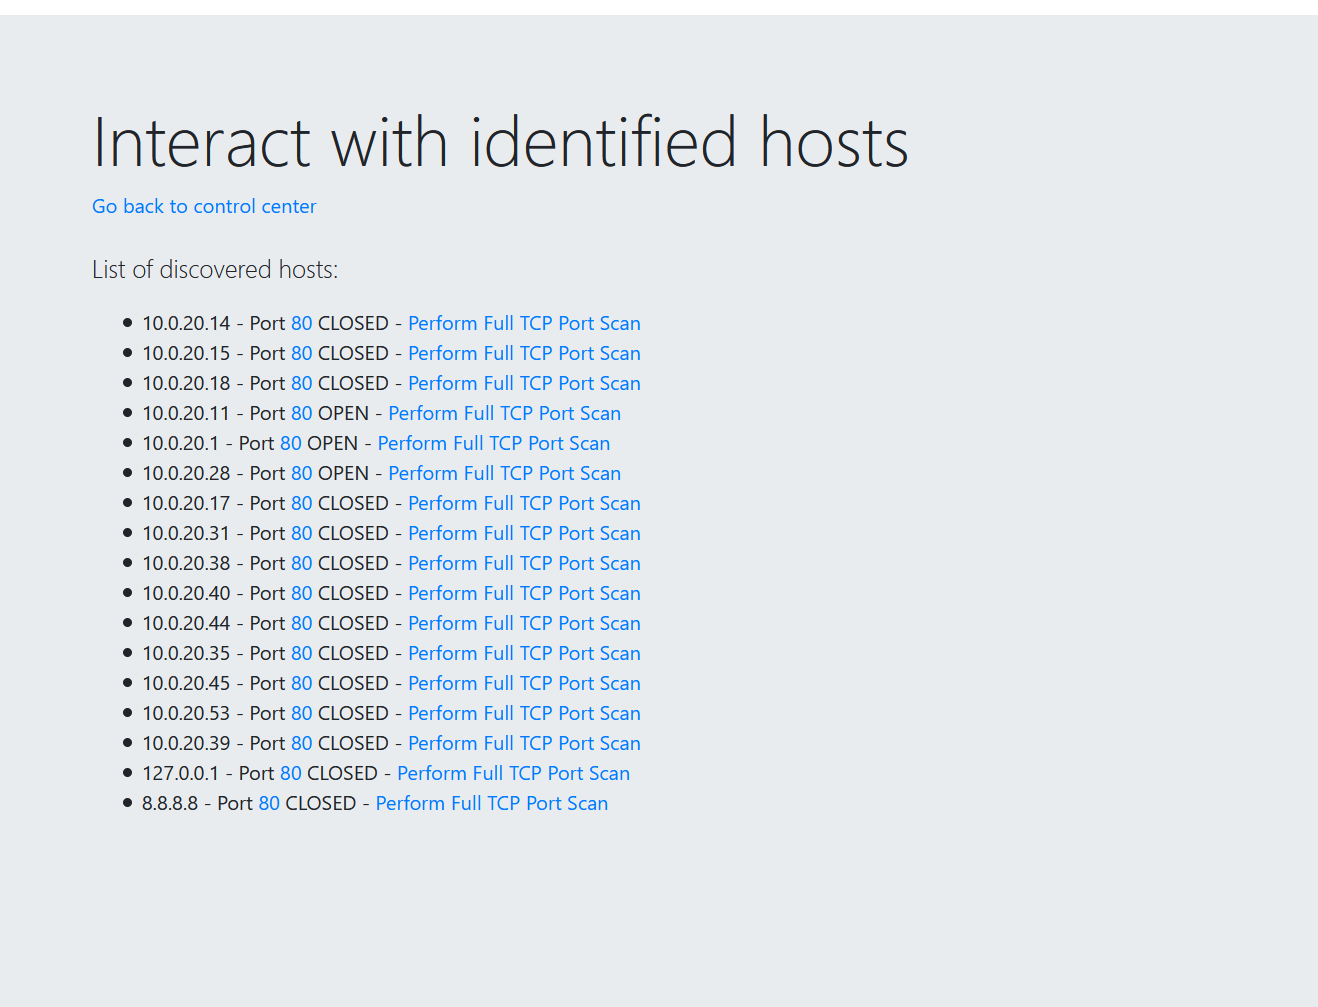 Interact with identified hosts
Go back to control center
List of discovered hosts:
10.0.20.14 - Port 80 CLOSED - Perform Full TCP Port Scan
10.0.20.15 - Port 80 CLOSED - Perform Full TCP Port Scan
10.0.20.18 - Port 80 CLOSED - Perform Full TCP Port Scan
10.0.20.11 - Port 80 OPEN - Perform Full TCP Port Scan
10.0.20.1 - Port 80 OPEN - Perform Full TCP Port Scan
10.0.20.28 - Port 80 OPEN - Perform Full TCP Port Scan
10.0.20.17 - Port 80 CLOSED - Perform Full TCP Port Scan
10.0.20.31 - Port 80 CLOSED - Perform Full TCP Port Scan
10.0.20.38 - Port 80 CLOSED - Perform Full TCP Port Scan
10.0.20.40 - Port 80 CLOSED - Perform Full TCP Port Scan
10.0.20.44 - Port 80 CLOSED - Perform Full TCP Port Scan
10.0.20.35 - Port 80 CLOSED - Perform Full TCP Port Scan
10.0.20.45 - Port 80 CLOSED - Perform Full TCP Port Scan
10.0.20.53 - Port 80 CLOSED - Perform Full TCP Port Scan
10.0.20.39 - Port 80 CLOSED - Perform Full TCP Port Scan
127.0.0.1 - Port 80 CLOSED - Perform Full TCP Port Scan
8.8.8.8 - Port 80 CLOSED - Perform Full TCP Port Scan